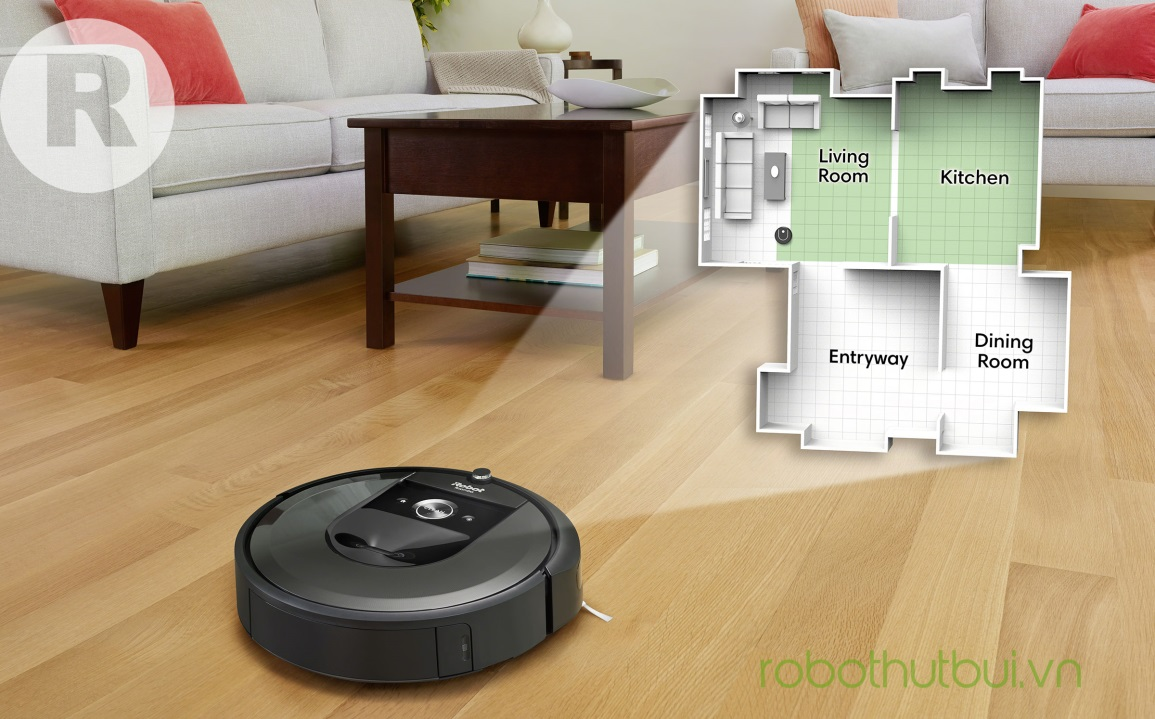 R
Living
Room
Kitchen
Entryway
Dining
Room
iRobot
robothutbui.vn